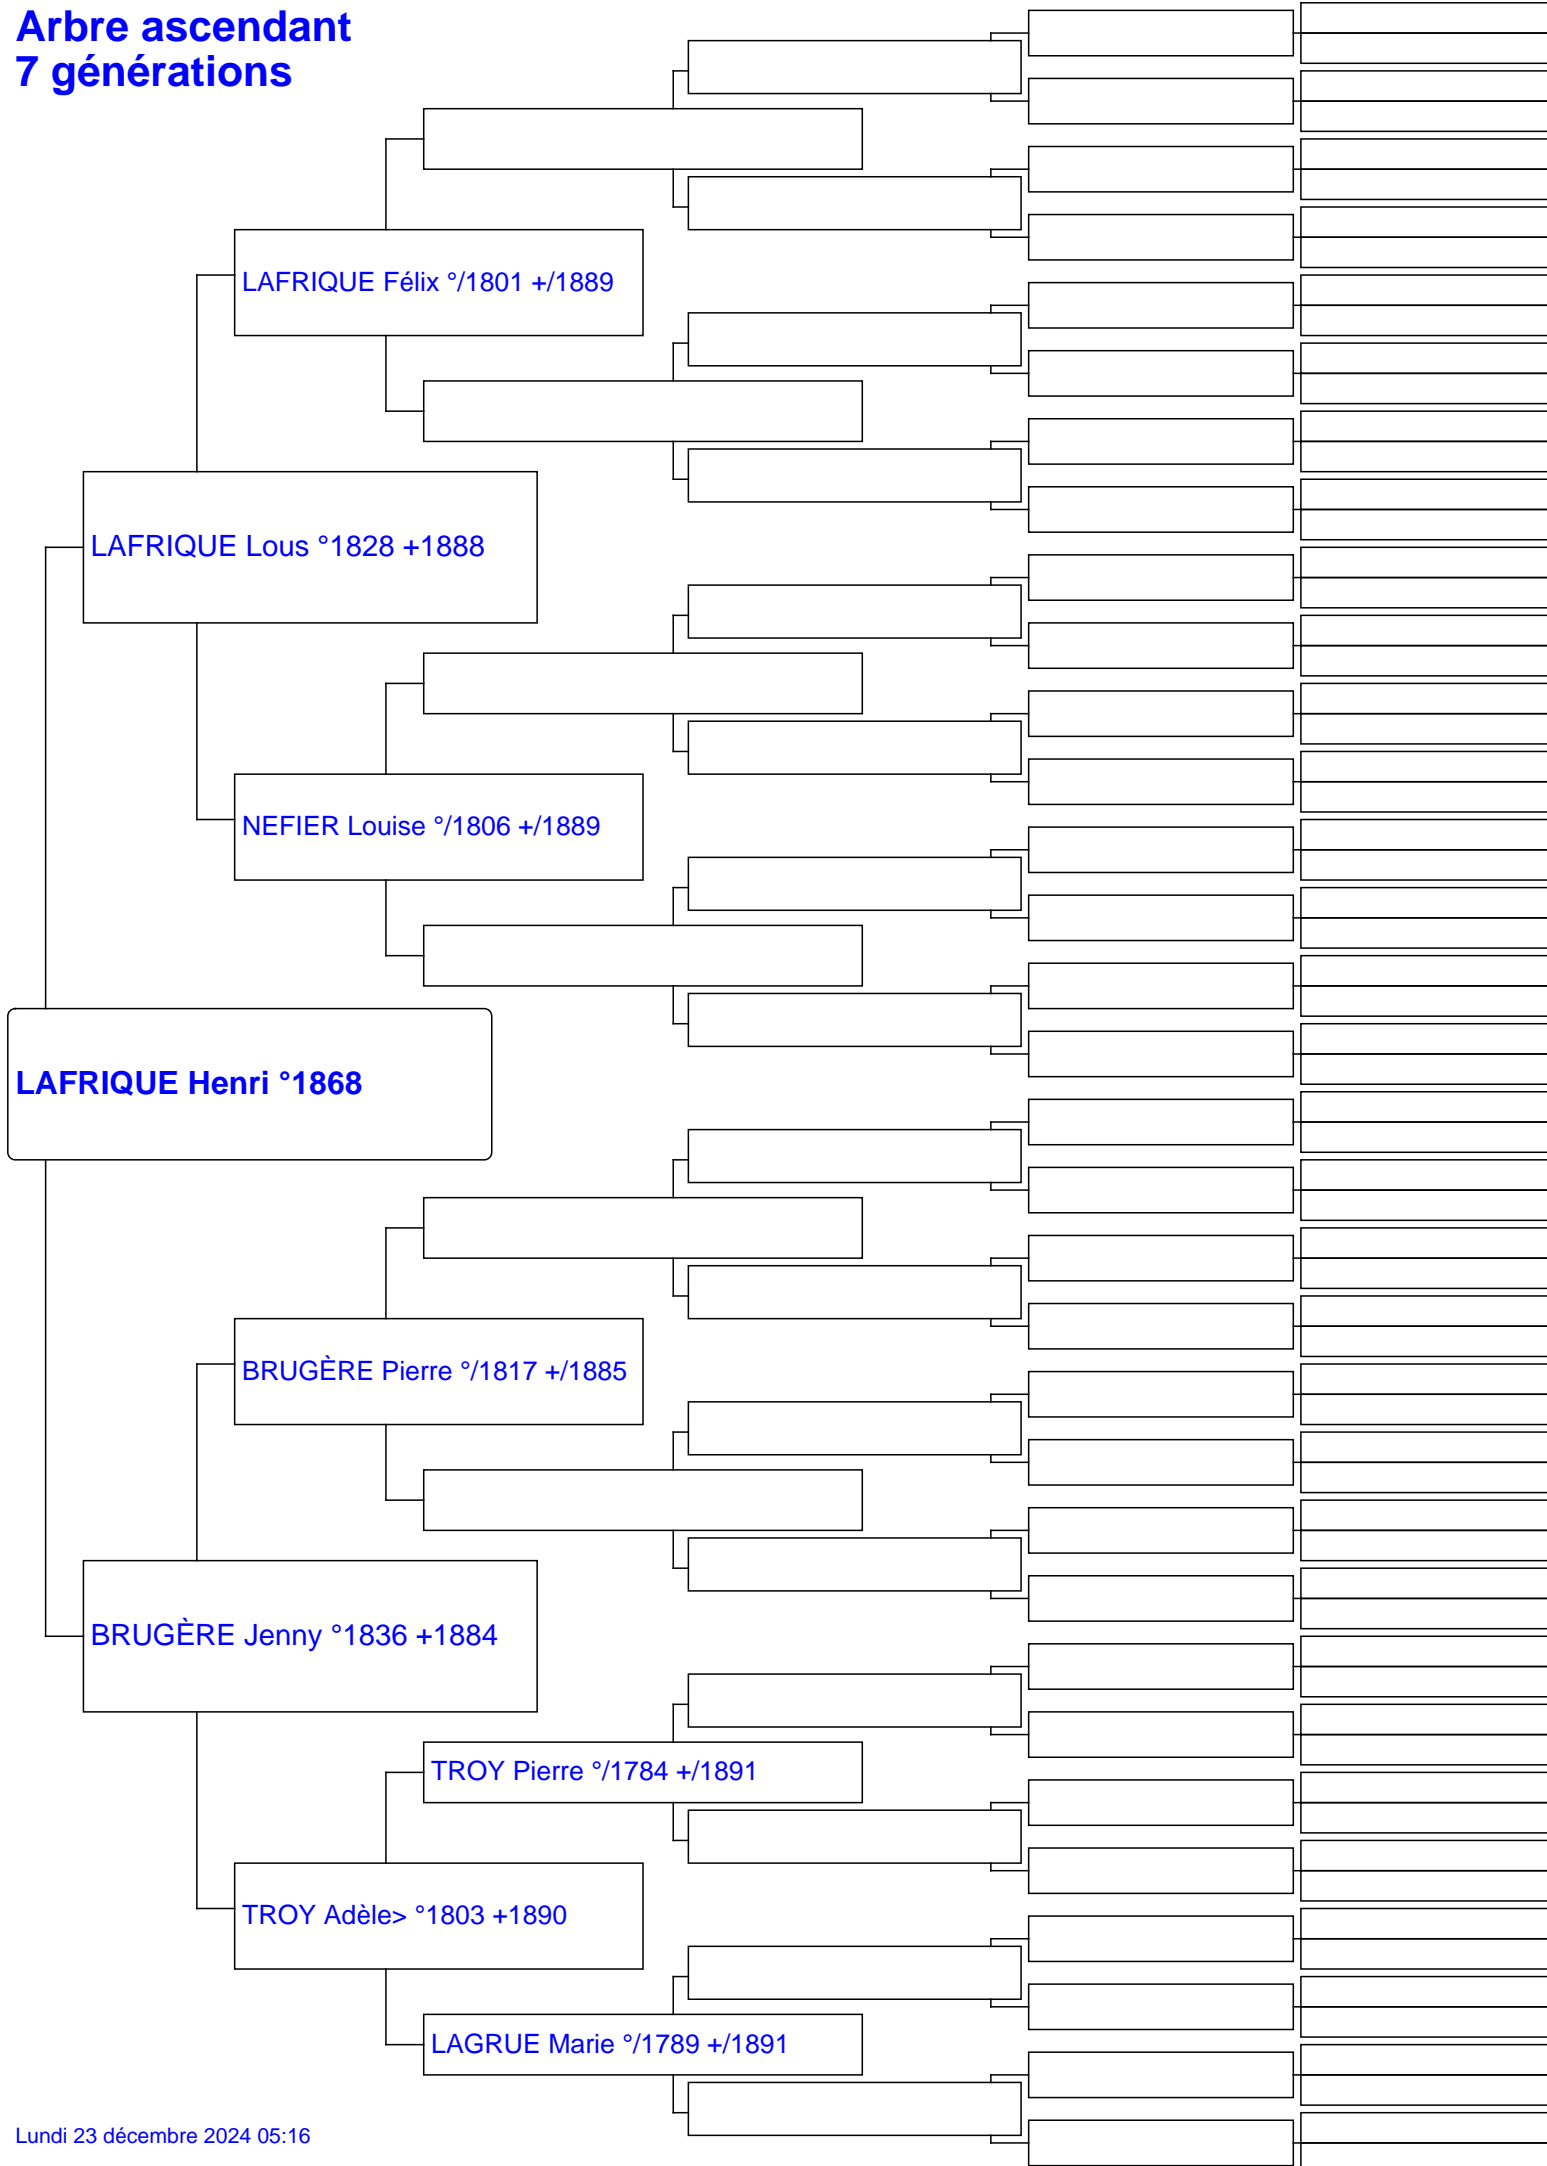 Arbre ascendant
7 générations
LAFRIQUE Félix °/1801 +/1889
LAFRIQUE Lous °1828 +1888
NEFIER Louise °/1806 +/1889
LAFRIQUE Henri °1868
BRUGÈRE Pierre °/1817 +/1885
BRUGÈRE Jenny °1836 +1884
TROY Pierre °/1784 +/1891
TROY Adèle> °1803 +1890
LAGRUE Marie °/1789 +/1891
Lundi 23 décembre 2024 05:16